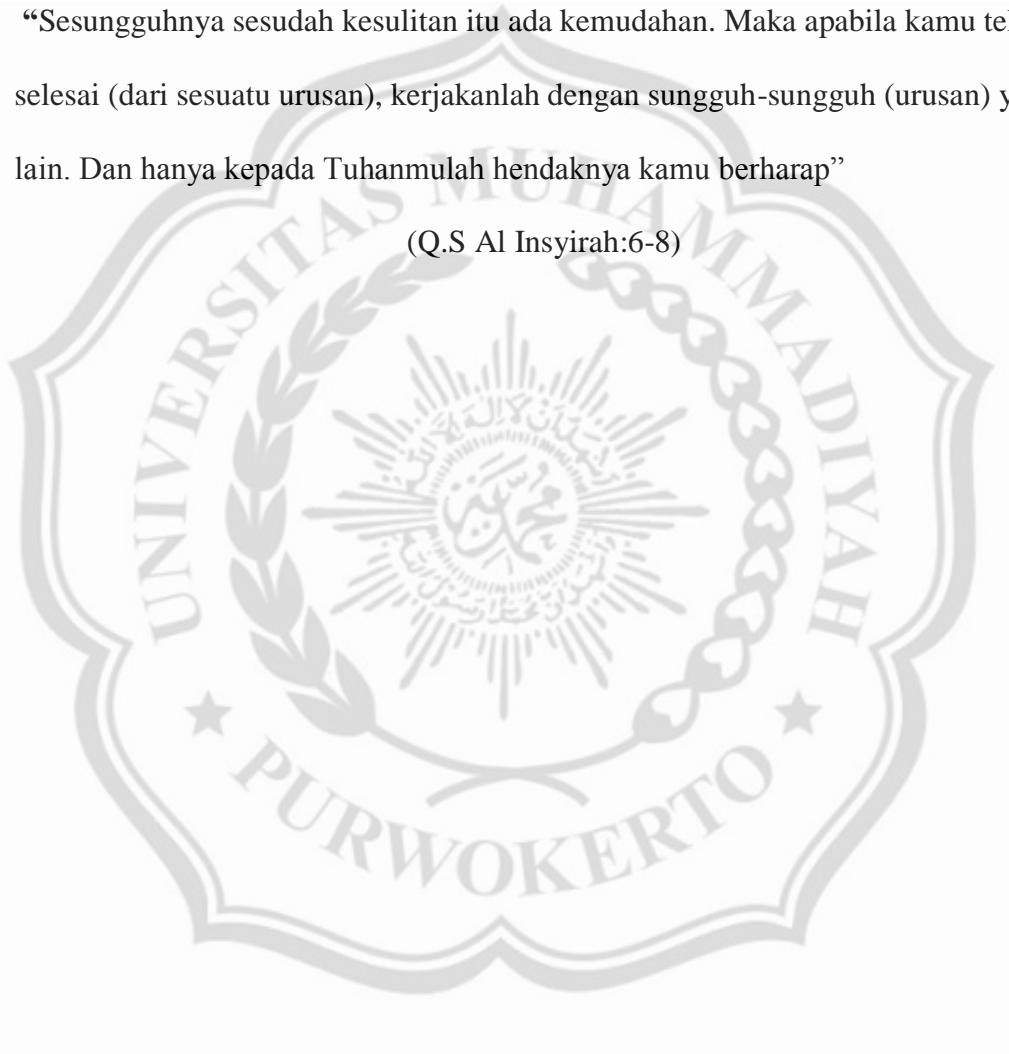 “Sesungguhnya sesudah kesulitan itu ada kemudahan. Maka apabila kamu
selesai (dari sesuatu urusan), kerjakanlah dengan sungguh-sungguh (urusan)
lain. Dan hanya kepada Tuhanmulah hendaknya kamu berharap”
(Q.S Al Insyirah:6-8)
UNIVERSITAS MUHAMMADIYAH
PURWOKERTO